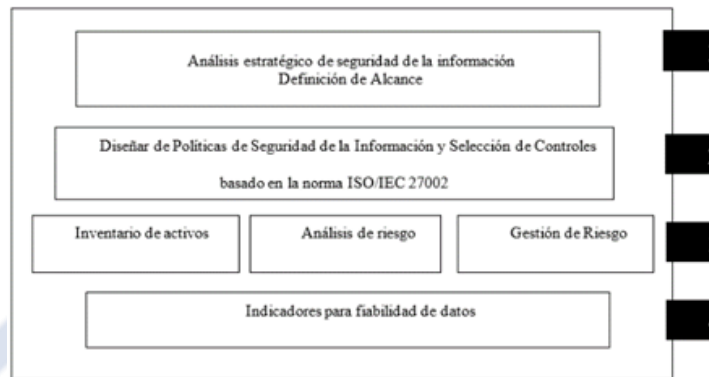 Análisis estratégico de seguridad de la información
Definición de Alcance
Diseñar de Políticas de Seguridad de la Información y Selección de Controles
basado en la norma ISO/IEC 27002
Inventario de activos
Análisis de riesgo
Gestión de Riesgo
Indicadores para fiabilidad de datos